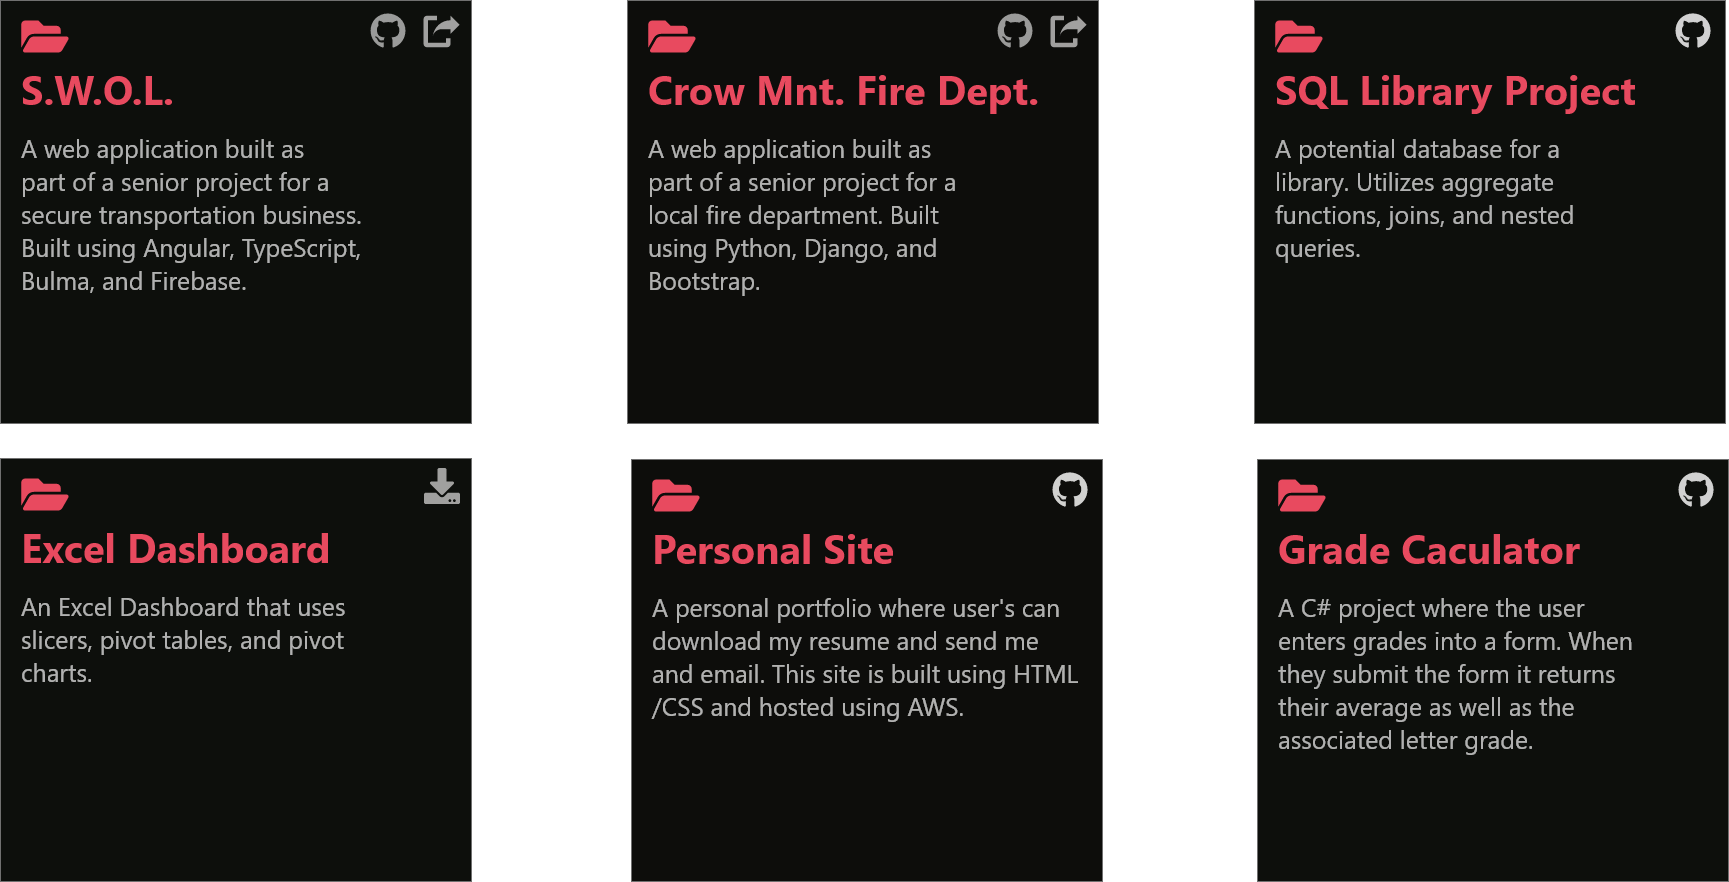 S.W.O.L.
A web application built as
part of a senior project for a
secure transportation business.
Built using Angular, TypeScript,
Bulma, and Firebase.
Crow Mnt. Fire Dept.
A web application built as
part of a senior project for a
local fire department. Built
using Python, Django, and
Bootstrap.
SQL Library Project
A potential database for a
library. Utilizes aggregate
functions, joins, and nested
queries.
Excel Dashboard
An Excel Dashboard that uses
slicers, pivot tables, and pivot
charts.
Personal Site
A personal portfolio where user's can
download my resume and send me
and email. This site is built using HTML
/CSS and hosted using AWS.
Grade Caculator
A C# project where the user
enters grades into a form. When
they submit the form it returns
their average as well as the
associated letter grade.